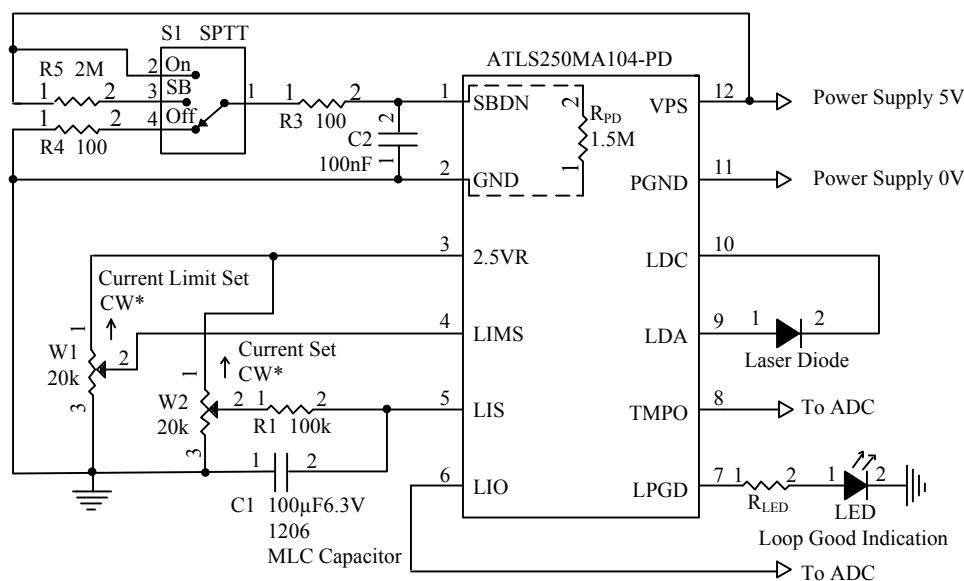 S1 SPTT
ATLS250MA104-PD
R5 2M
1 2
2 On
3 SB
4 Off
1
1 2
R3 100
1 2
R4 100
2
C2
100nF
1
1 SBDN
2
RPD
1.5M
1
2 GND
3 2.5VR
4 LIMS
5 LIS
6 LIO
VPS 12
Power Supply 5V
PGND 11
Power Supply 0V
LDC 10
LDA 9
1 2
Laser Diode
TMPO 8
To ADC
LPGD 7
1 2
RLED
1 2
LED
Loop Good Indication
To ADC
Current Limit Set
CW*
1
2
W1
20k
3
Current Set
CW*
1
W2
20k
2
3
1 2
R1 100k
1 2
C1 100µF6.3V
1206
MLC Capacitor